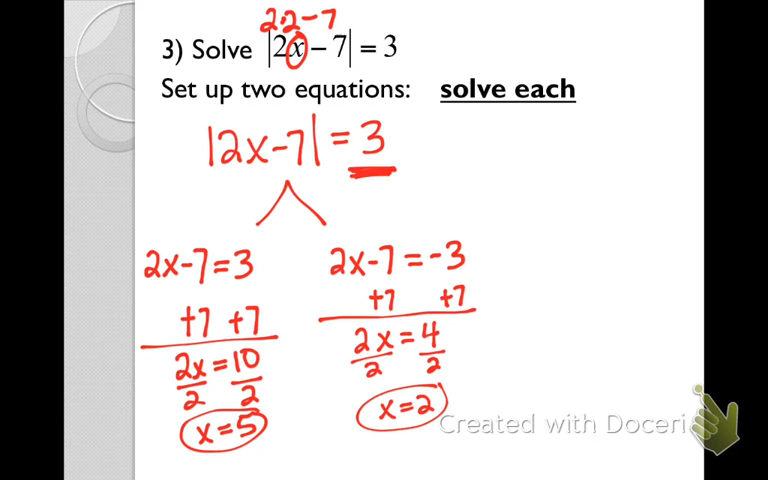 2·2-7
3) Solve |2x – 7| = 3
Set up two equations: solve each
|2x-7| = 3
2x-7=3 2x-7=-3
+7 +7 +7 +7
2x=10 2x=4
2 2 2 2
x=5 x=2
Created with Doceri